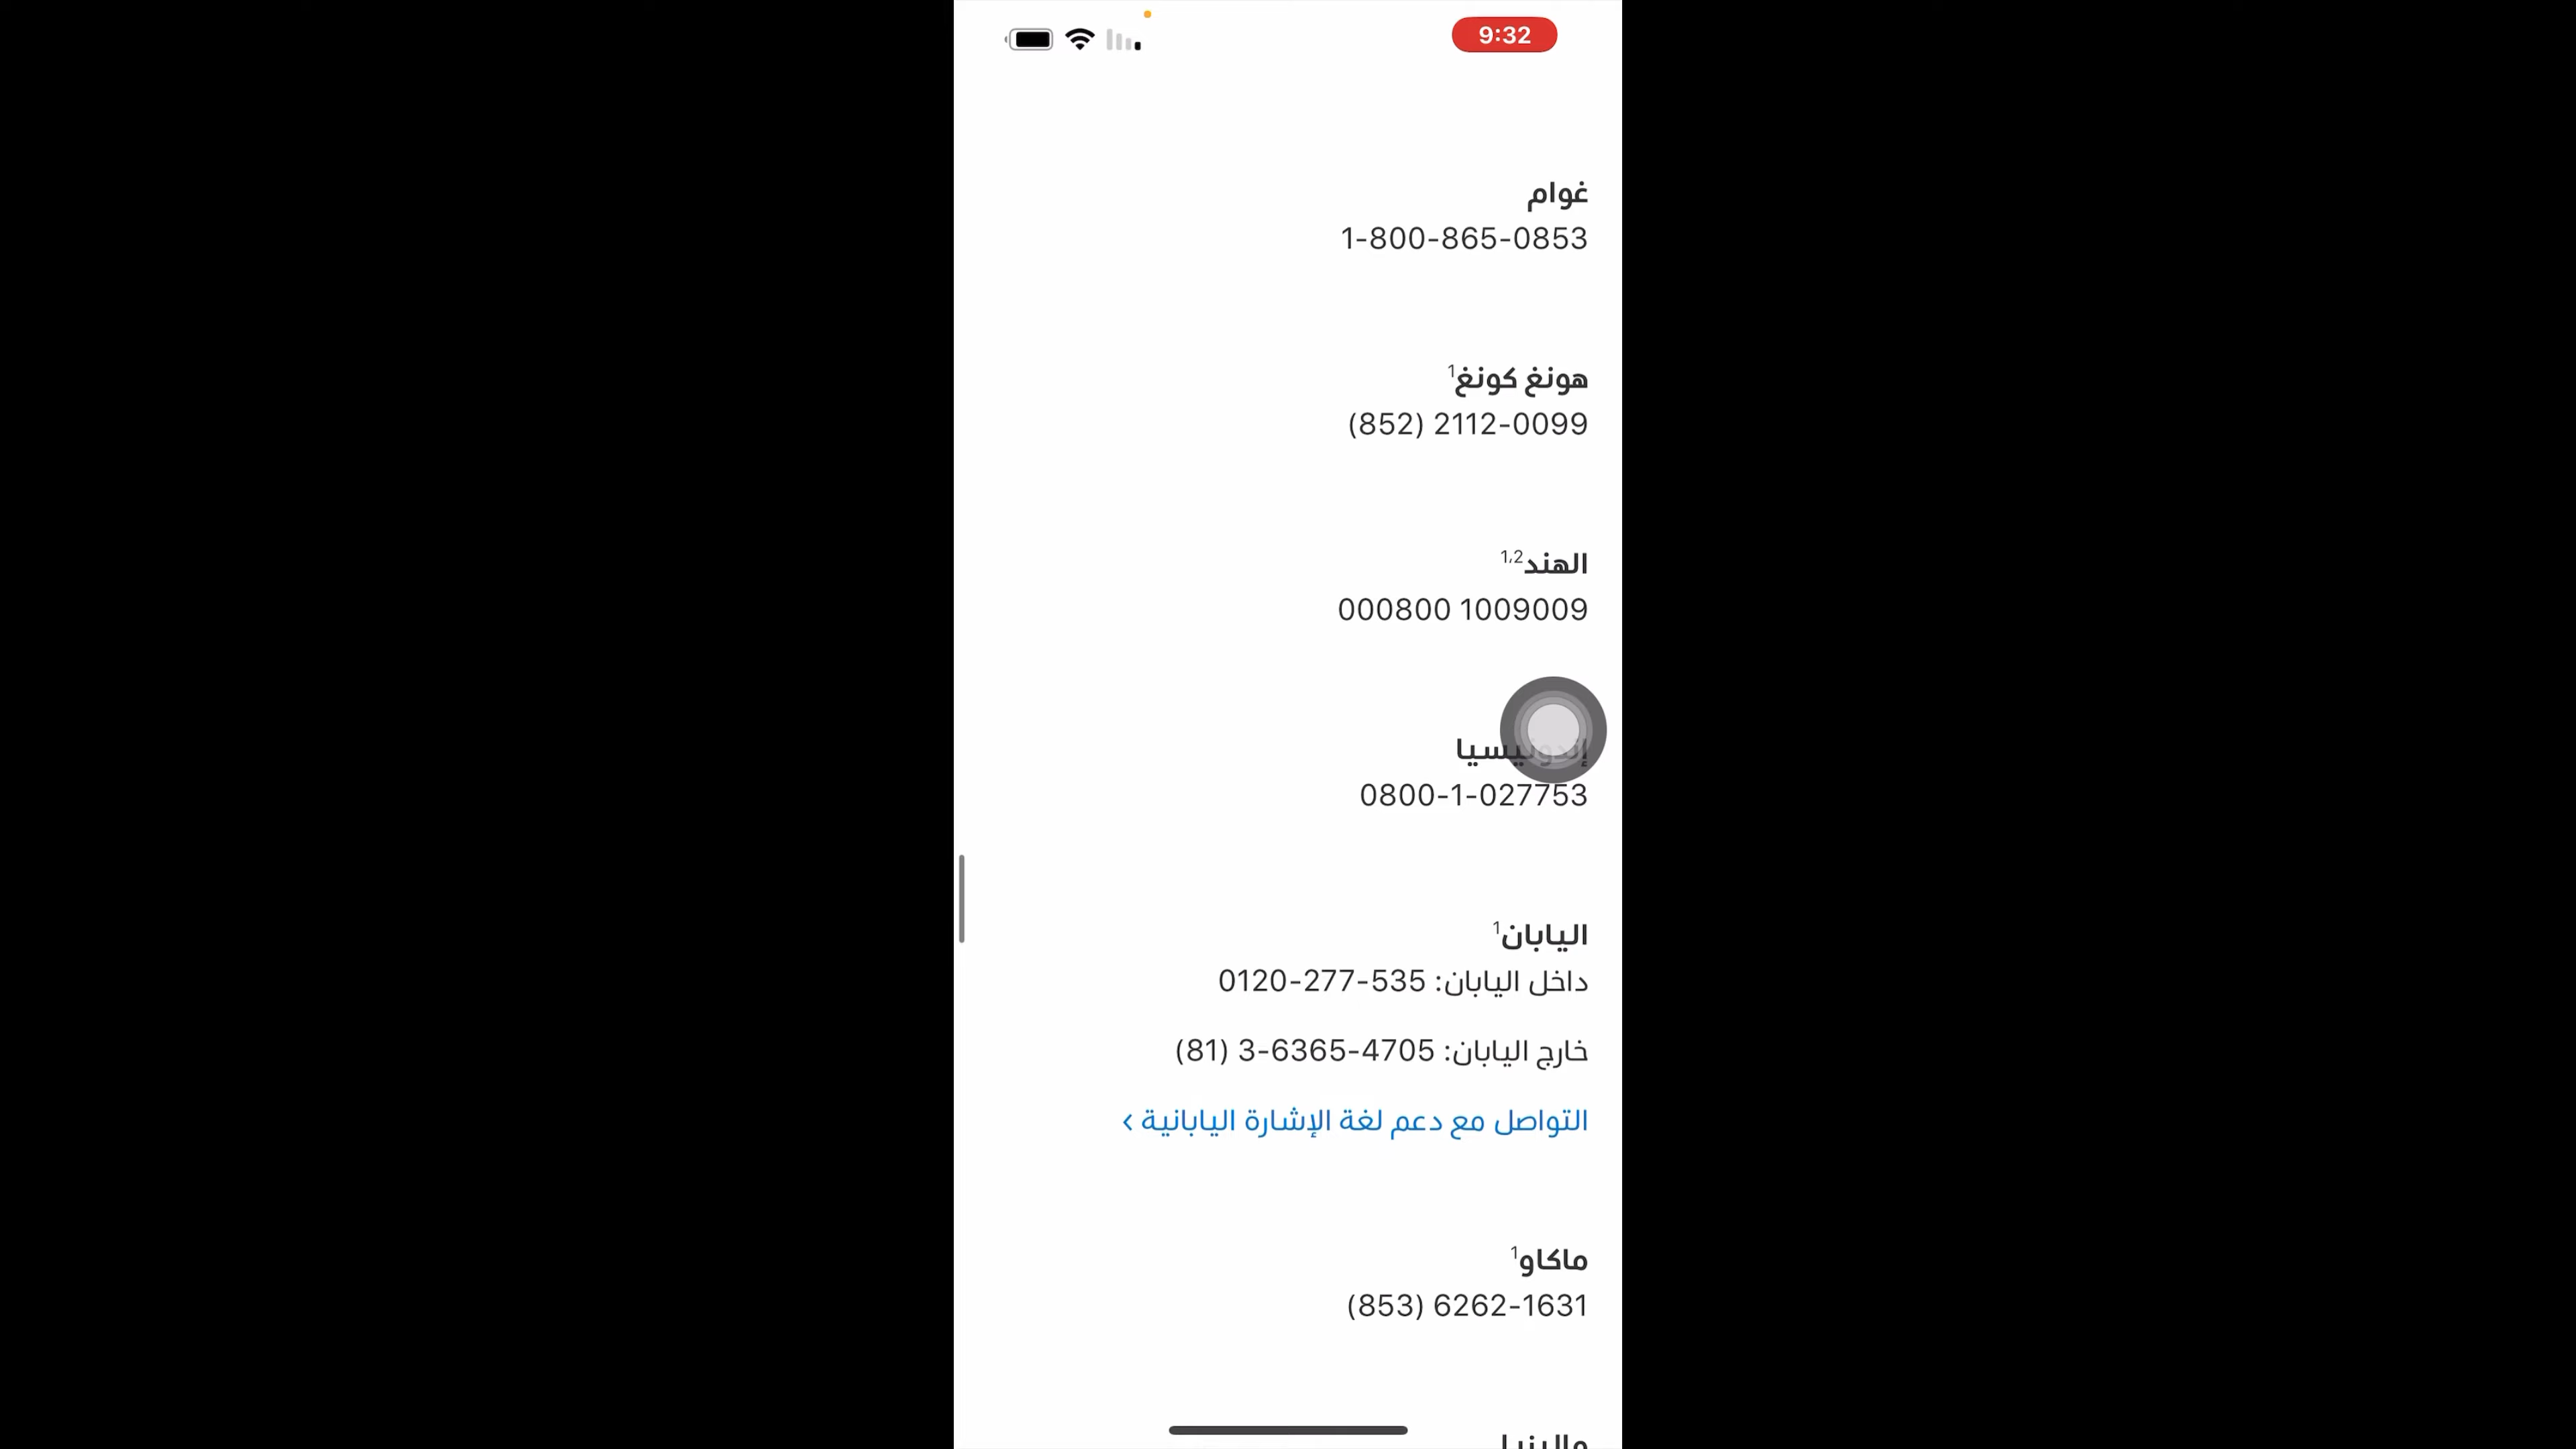 9:32
غوام
1-800-865-0853
هونغ كونغ1
(852) 2112-0099
الهند1،2
000800 1009009
إندونيسيا
0800-1-027753
اليابان1
داخل اليابان: 0120-277-535
خارج اليابان: 3-6365-4705 (81)
التواصل مع دعم لغة الإشارة اليابانية ›
ماكاو1
(853) 6262-1631